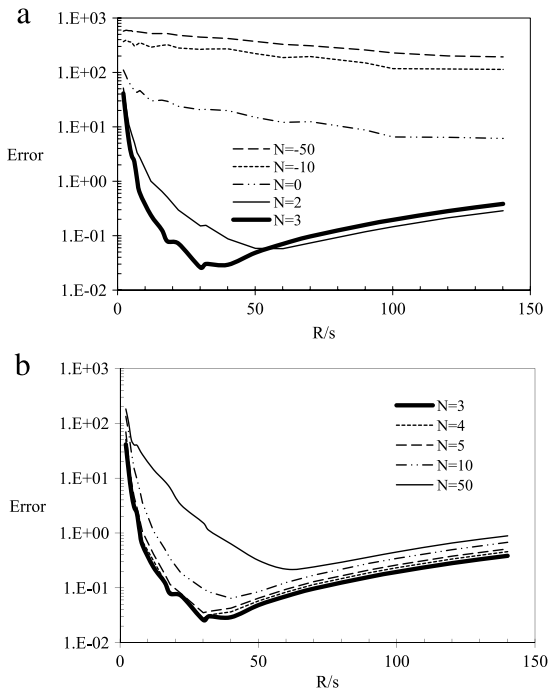 a
1.E+03
1.E+02
1.E+01
1.E+00
1.E-01
1.E-02
Error
N=-50
N=-10
N=0
N=2
N=3
0
50
100
150
R/s
b
1.E+03
1.E+02
1.E+01
1.E+00
1.E-01
1.E-02
Error
N=3
N=4
N=5
N=10
N=50
0
50
100
150
R/s